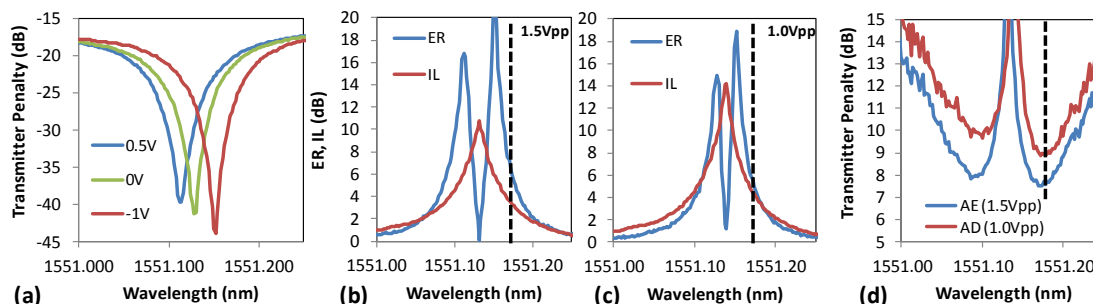 Transmitter Penalty (dB)
-15
-20
-25
-30
-35
-40
-45
0.5V
0V
-1V
1551.000
1551.100
1551.200
(a)
Wavelength (nm)
ER, IL (dB)
20
18
16
14
12
10
8
6
4
2
0
ER
IL
1.5Vpp
1551.00
1551.10
1551.20
(b)
Wavelength (nm)
20
18
16
14
12
10
8
6
4
2
0
ER
IL
1.0Vpp
1551.00
1551.10
1551.20
(c)
Wavelength (nm)
Transmitter Penalty (dB)
15
14
13
12
11
10
9
8
7
6
5
AE (1.5Vpp)
AD (1.0Vpp)
1551.00
1551.10
1551.20
(d)
Wavelength (nm)